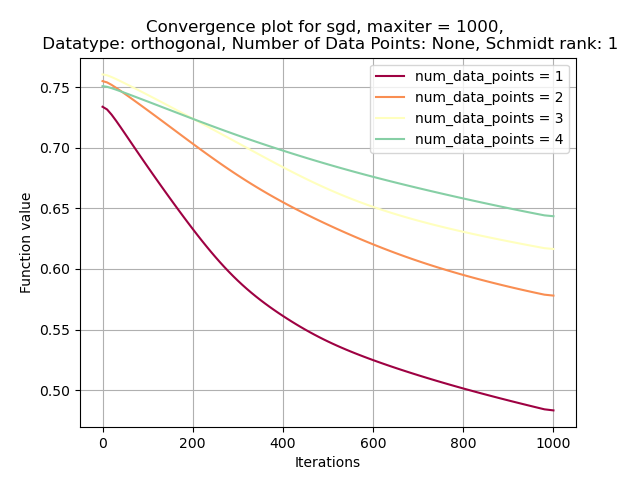 Convergence plot for sgd, maxiter = 1000,
Datatype: orthogonal, Number of Data Points: None, Schmidt rank: 1
num_data_points = 1
num_data_points = 2
num_data_points = 3
num_data_points = 4
Function value
0.75
0.70
0.65
0.60
0.55
0.50
0 200 400 600 800 1000
Iterations